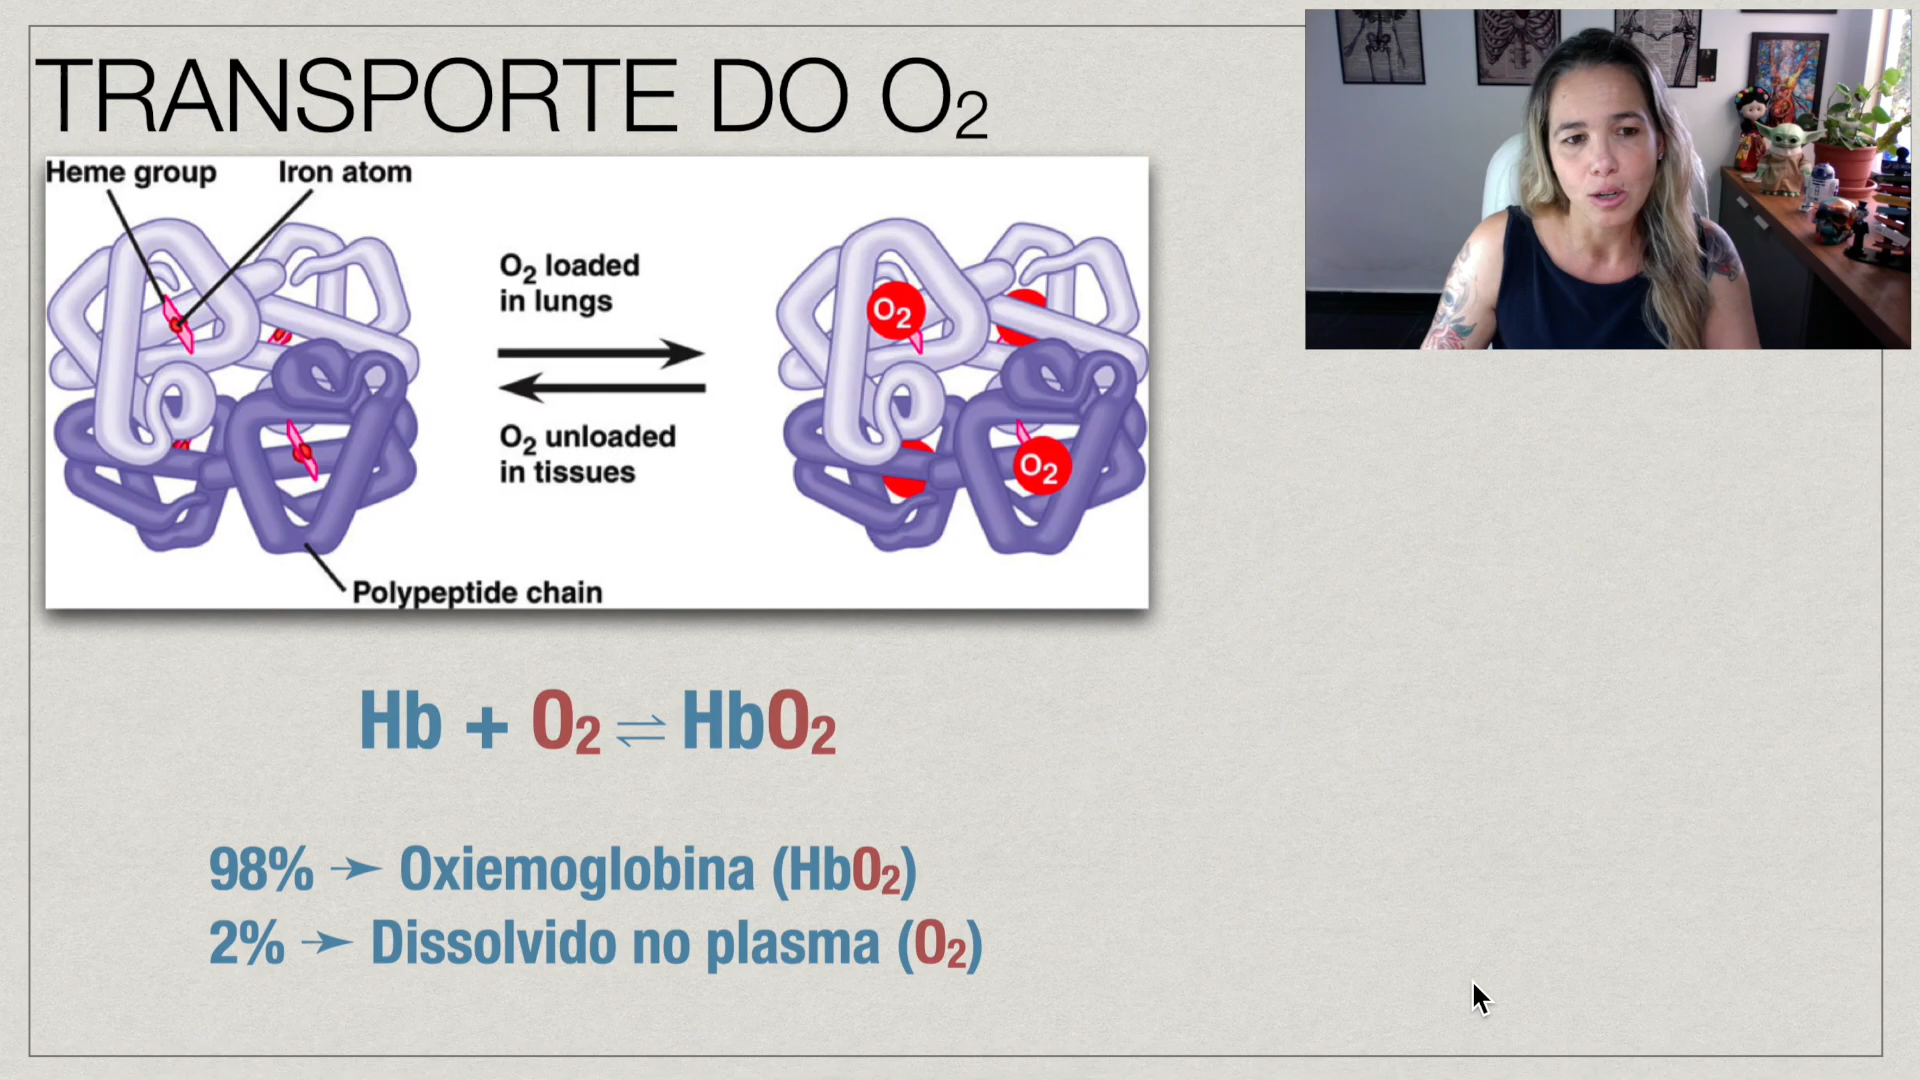 TRANSPORTE DO O₂
Heme group
Iron atom
O₂ loaded
in lungs
O₂ unloaded
in tissues
Polypeptide chain
O₂
O₂
Hb + O₂ ⇌ HbO₂
98% → Oxiemoglobina (HbO₂)
2% → Dissolvido no plasma (O₂)